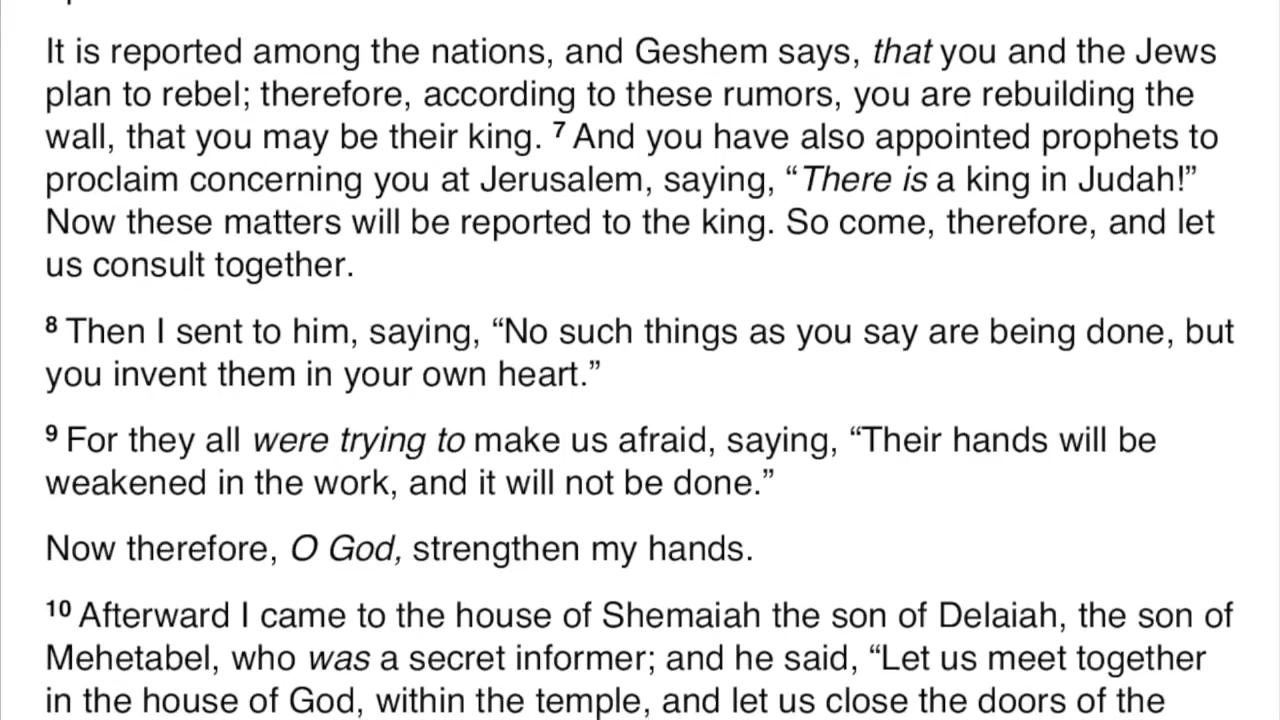 It is reported among the nations, and Geshem says, that you and the Jews
plan to rebel; therefore, according to these rumors, you are rebuilding the
wall, that you may be their king. 7 And you have also appointed prophets to
proclaim concerning you at Jerusalem, saying, “There is a king in Judah!”
Now these matters will be reported to the king. So come, therefore, and let
us consult together.
8 Then I sent to him, saying, “No such things as you say are being done, but
you invent them in your own heart.”
9 For they all were trying to make us afraid, saying, “Their hands will be
weakened in the work, and it will not be done.”
Now therefore, O God, strengthen my hands.
10 Afterward I came to the house of Shemaiah the son of Delaiah, the son of
Mehetabel, who was a secret informer; and he said, “Let us meet together
in the house of God, within the temple, and let us close the doors of the